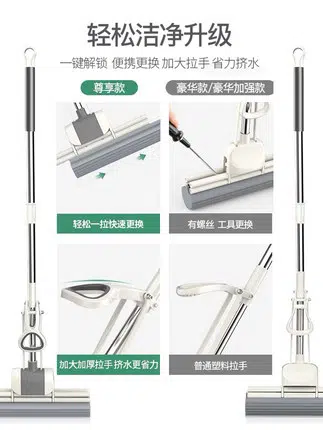 轻松洁净升级
一键解锁 便携更换 加大拉手 省力挤水
尊享款
豪华款/豪华加强款
轻松一拉快速更换
有螺丝 工具更换
加大加厚拉手 挤水更省力
普通塑料拉手